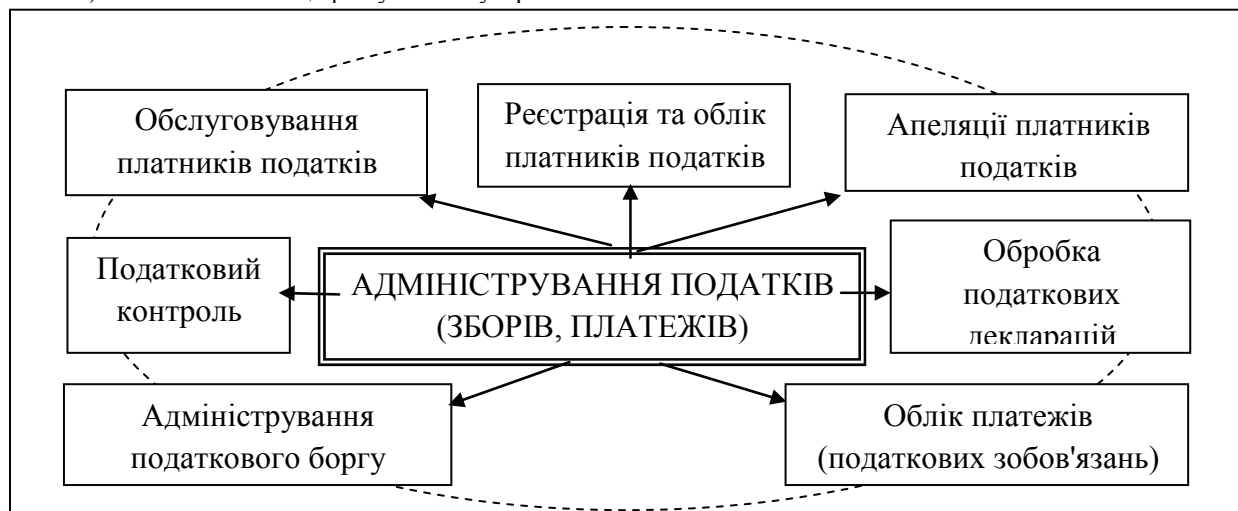 Обслуговування
платників податків
Реєстрація та облік
платників податків
Апеляції платників
податків
Податковий
контроль
АДМІНІСТРУВАННЯ ПОДАТКІВ
(ЗБОРІВ, ПЛАТЕЖІВ)
Обробка
податкових
декларацій
Адміністрування
податкового боргу
Облік платежів
(податкових зобов'язань)